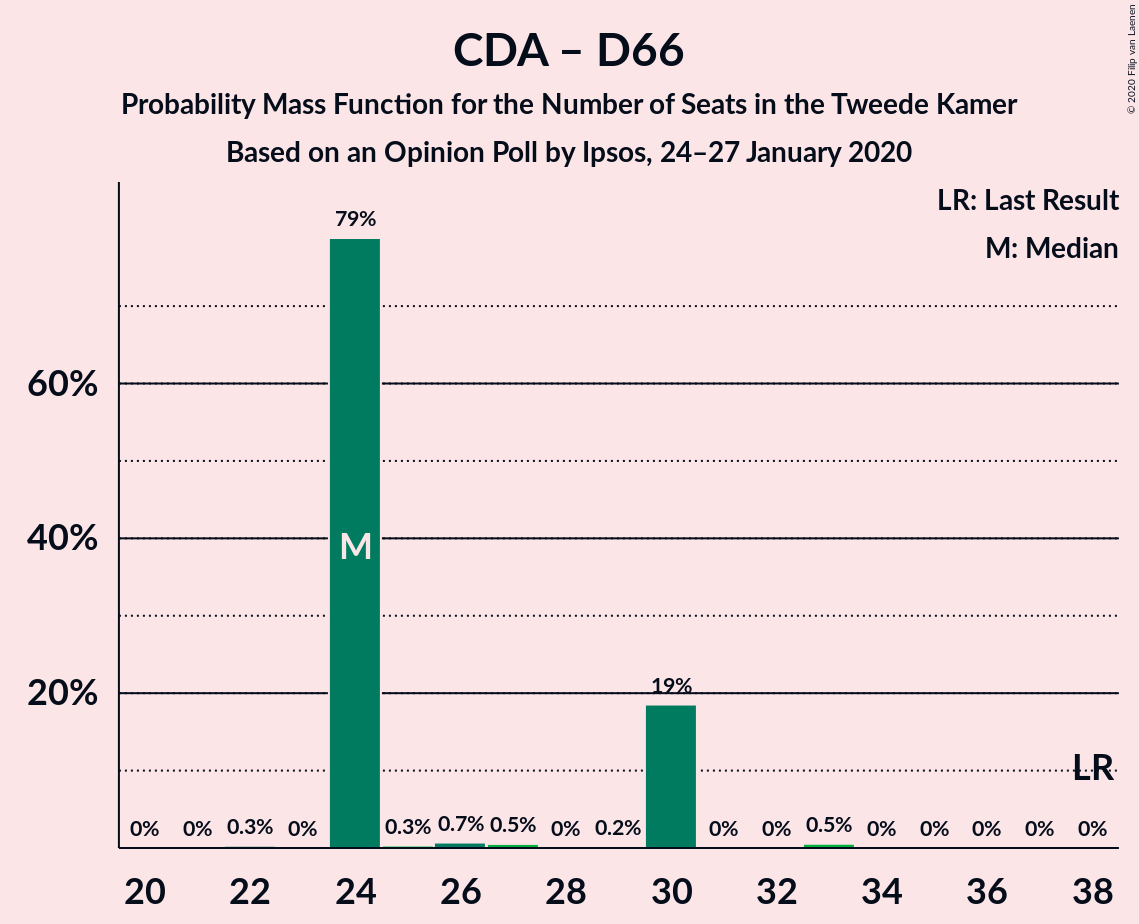 CDA – D66
Probability Mass Function for the Number of Seats in the Tweede Kamer
Based on an Opinion Poll by Ipsos, 24–27 January 2020
© 2020 Filip van Laenen
LR: Last Result
M: Median
79%
60%
40%
M
20%
19%
LR
0% 0% 0.3% 0% 0.3% 0.7% 0.5% 0% 0.2% 0% 0% 0.5% 0% 0% 0% 0% 0%
20 22 24 26 28 30 32 34 36 38